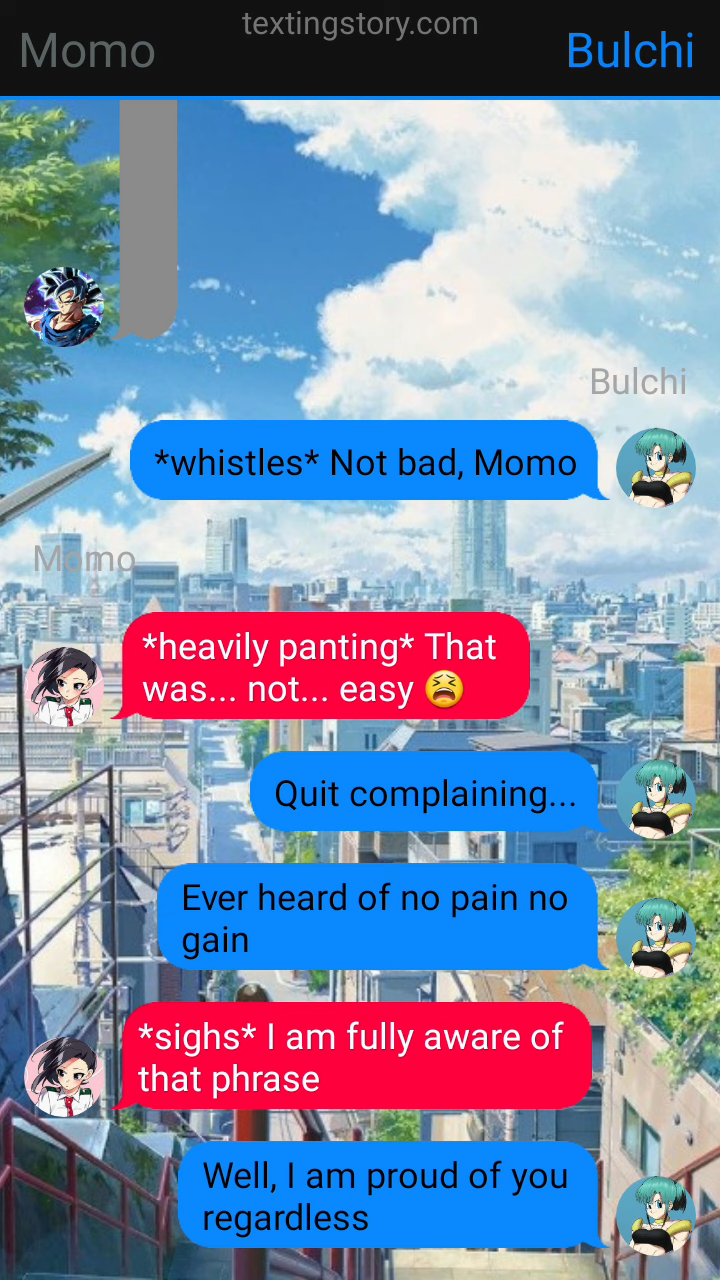 textingstory.com
Momo
Bulchi
Bulchi
*whistles* Not bad, Momo
Momo
*heavily panting* That
was... not... easy 😫
Quit complaining...
Ever heard of no pain no
gain
*sighs* I am fully aware of
that phrase
Well, I am proud of you
regardless